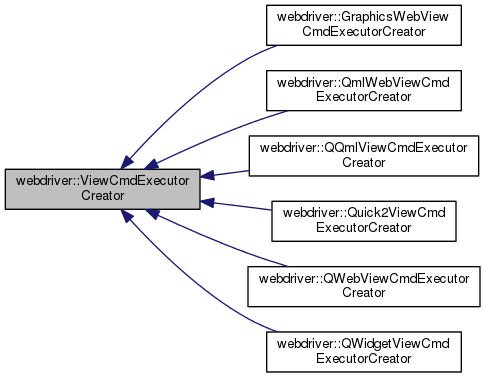 webdriver::GraphicsWebView
CmdExecutorCreator
webdriver::QmlWebViewCmd
ExecutorCreator
webdriver::QQmlViewCmdExecutor
Creator
webdriver::ViewCmdExecutor
Creator
webdriver::Quick2ViewCmd
ExecutorCreator
webdriver::QWebViewCmdExecutor
Creator
webdriver::QWidgetViewCmd
ExecutorCreator